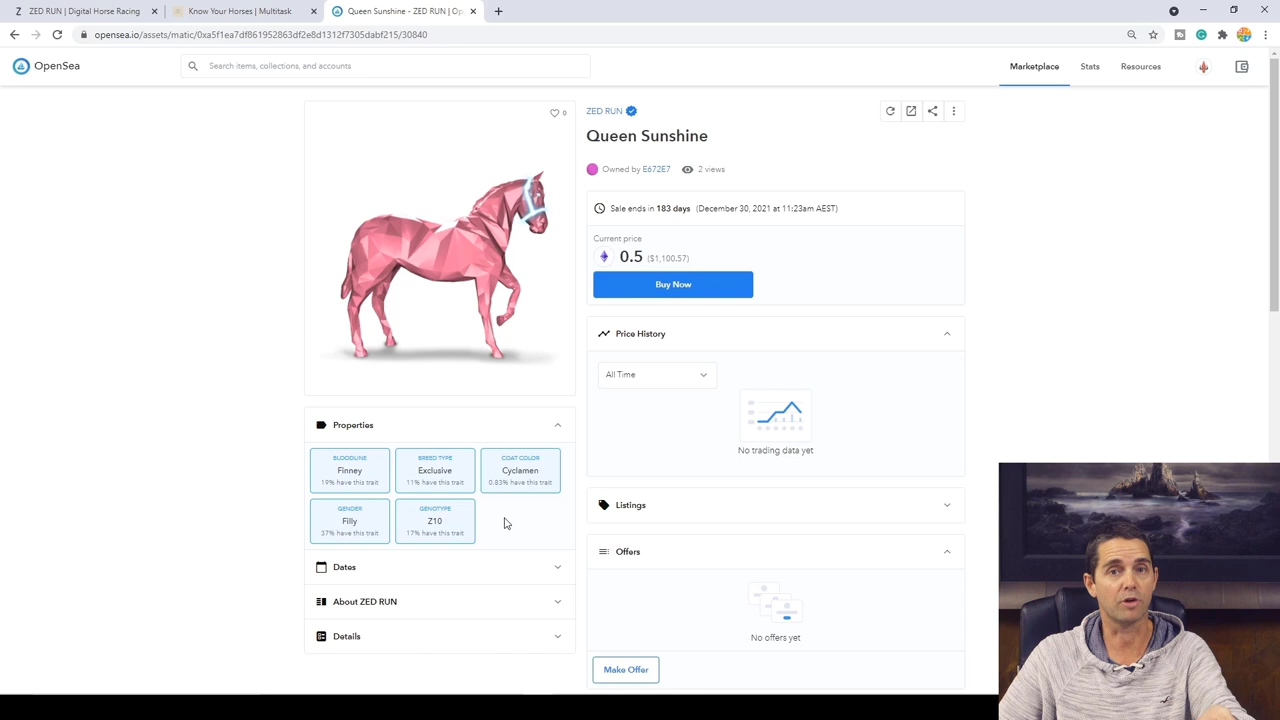 ZED RUN | Digital Horse Racing
Know Your Horses | Multitask
Queen Sunshine - ZED RUN | Op
opensea.io/assets/matic/0xa5f1ea7df861952863df2e8d1312f7305dabf215/30840
OpenSea
Search items, collections, and accounts
Marketplace
Stats
Resources
0
ZED RUN
Queen Sunshine
Owned by E672E7
2 views
Sale ends in 183 days (December 30, 2021 at 11:23am AEST)
Current price
0.5 ($1,100.57)
Buy Now
Price History
All Time
No trading data yet
Properties
BLOODLINE
Finney
19% have this trait
BREED TYPE
Exclusive
11% have this trait
COAT COLOR
Cyclamen
0.83% have this trait
GENDER
Filly
37% have this trait
GENOTYPE
Z10
17% have this trait
Listings
Offers
No offers yet
Make Offer
Dates
About ZED RUN
Details